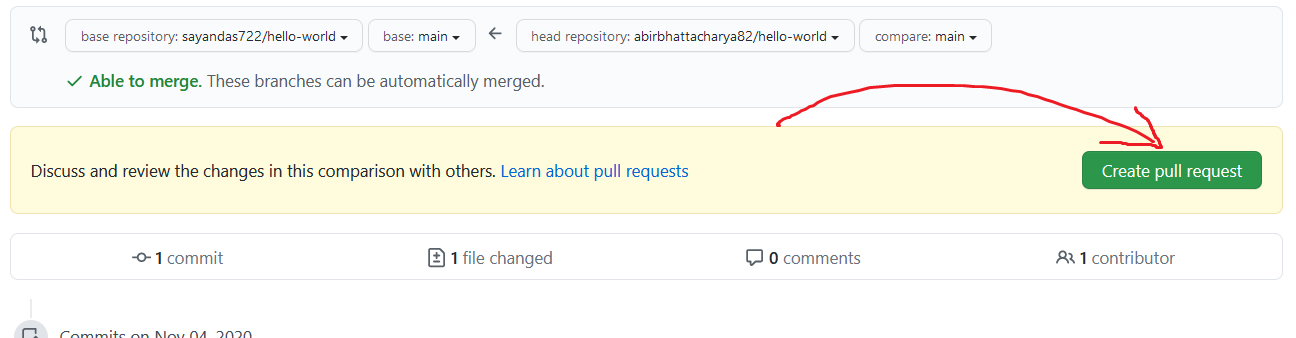 base repository: sayandas722/hello-world base: main head repository: abirbhattacharya82/hello-world compare: main
Able to merge. These branches can be automatically merged.
Discuss and review the changes in this comparison with others. Learn about pull requests Create pull request
1 commit 1 file changed 0 comments 1 contributor
Commits on Nov 04, 2020